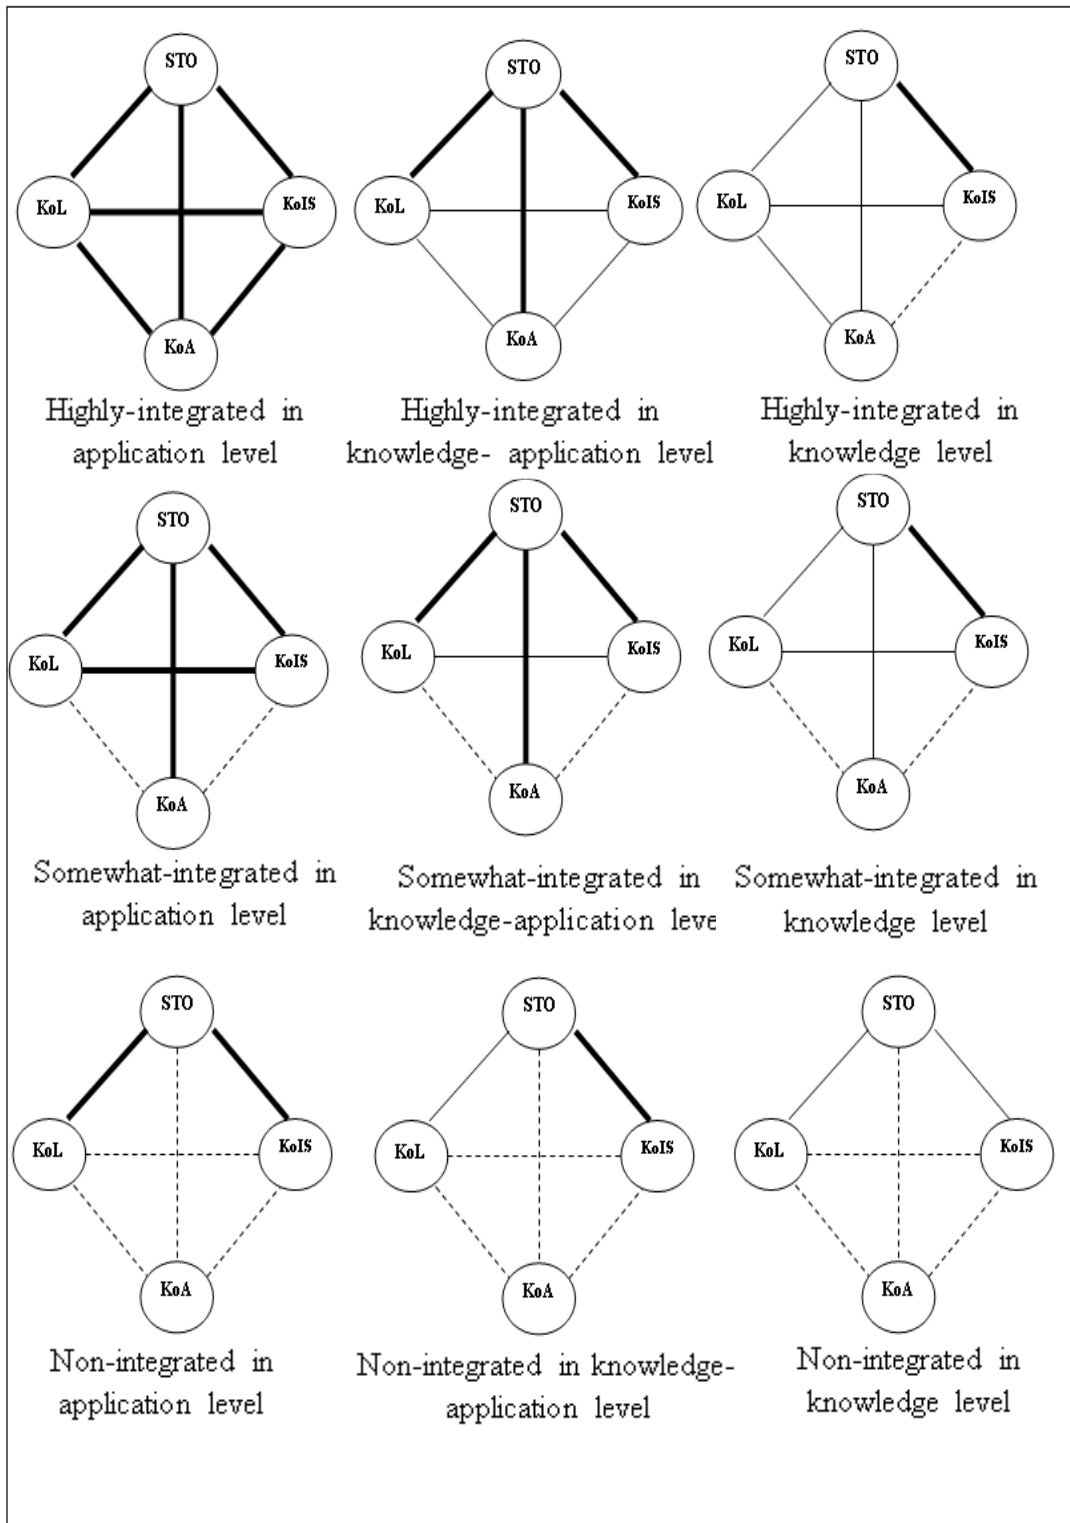 STO
KoL
KoIS
KoA
Highly-integrated in
application level
STO
KoL
KoIS
KoA
Highly-integrated in
knowledge- application level
STO
KoL
KoIS
KoA
Highly-integrated in
knowledge level
STO
KoL
KoIS
KoA
Somewhat-integrated in
application level
STO
KoL
KoIS
KoA
Somewhat-integrated in
knowledge-application leve
STO
KoL
KoIS
KoA
Somewhat-integrated in
knowledge level
STO
KoL
KoIS
KoA
Non-integrated in
application level
STO
KoL
KoIS
KoA
Non-integrated in knowledge-
application level
STO
KoL
KoIS
KoA
Non-integrated in
knowledge level